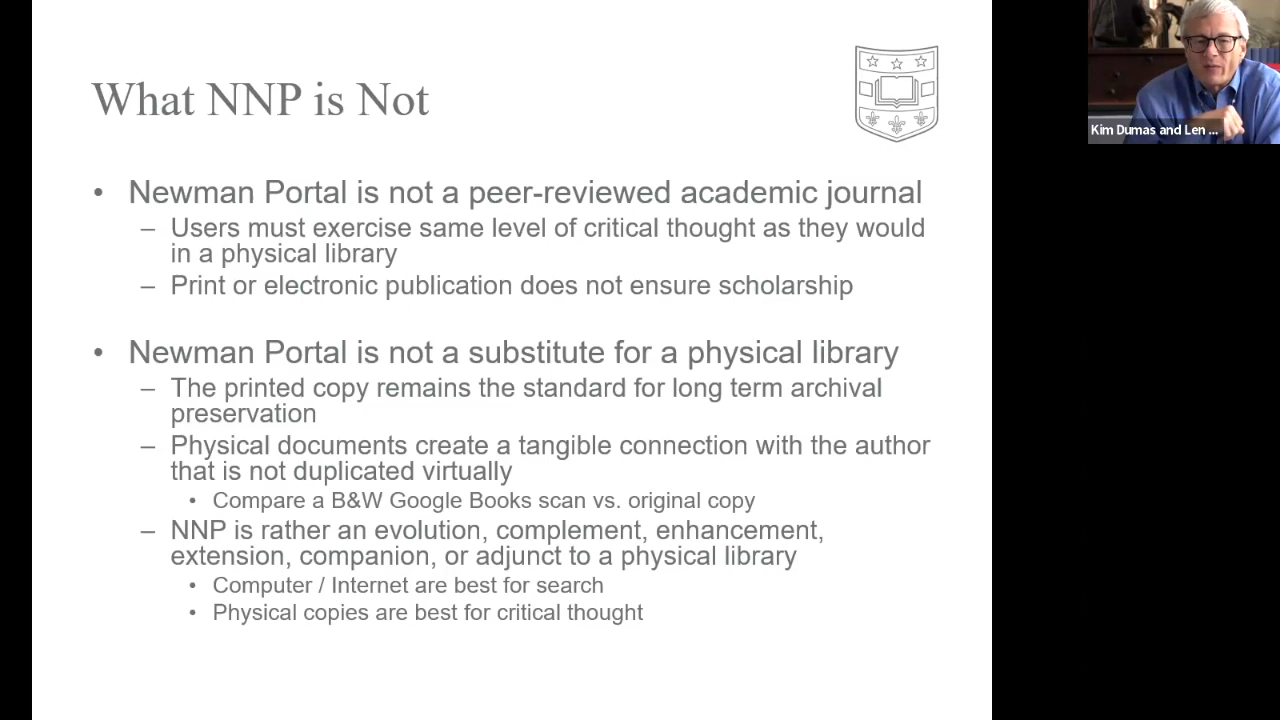 What NNP is Not
Kim Dumas and Len ...
• Newman Portal is not a peer-reviewed academic journal
– Users must exercise same level of critical thought as they would
in a physical library
– Print or electronic publication does not ensure scholarship
• Newman Portal is not a substitute for a physical library
– The printed copy remains the standard for long term archival
preservation
– Physical documents create a tangible connection with the author
that is not duplicated virtually
• Compare a B&W Google Books scan vs. original copy
– NNP is rather an evolution, complement, enhancement,
extension, companion, or adjunct to a physical library
• Computer / Internet are best for search
• Physical copies are best for critical thought